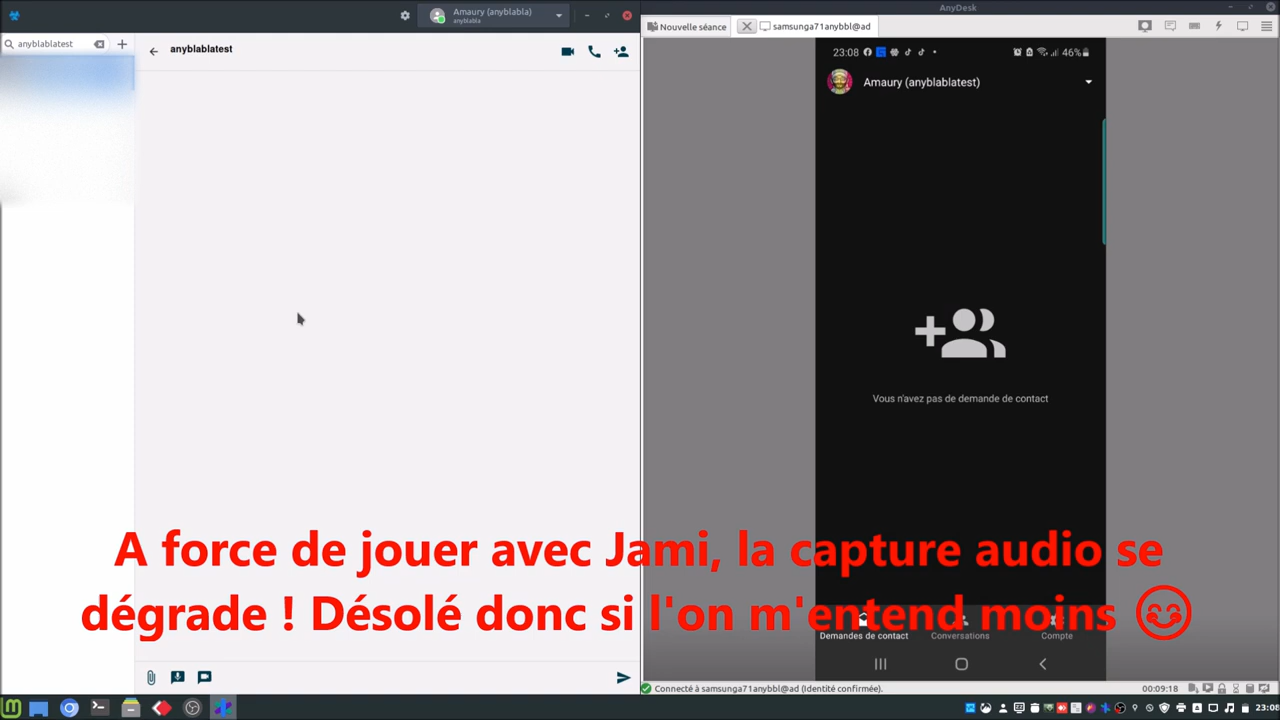 Amaury (anyblabla)
anyblabla
AnyDesk
anyblablatest
anyblablatest
Nouvelle séance
samsunga71anybbl@ad
23:08
46%
Amaury (anyblablatest)
Vous n'avez pas de demande de contact
A force de jouer avec Jami, la capture audio se
dégrade ! Désolé donc si l'on m'entend moins 😊
Demandes de contact
Conversations
Compte
Connecté à samsunga71anybbl@ad (Identité confirmée).
00:09:18
23:08